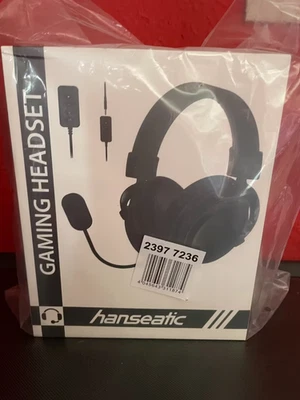 GAMING HEADSET
2397 7236
hanseatic